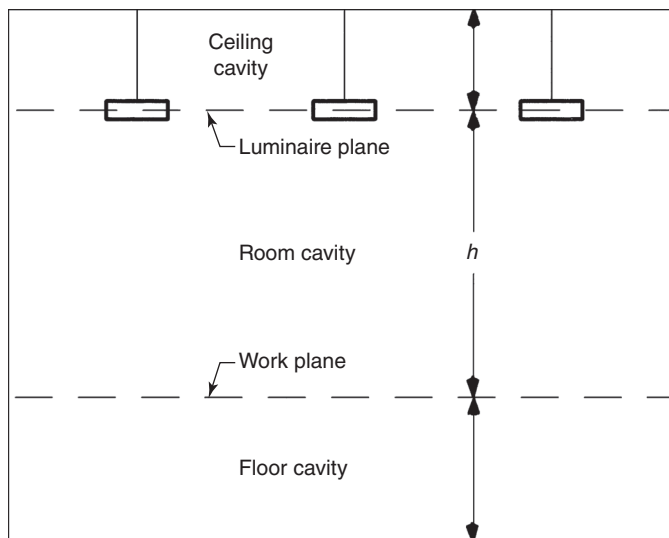 Ceiling
cavity
Luminaire plane
Room cavity
h
Work plane
Floor cavity